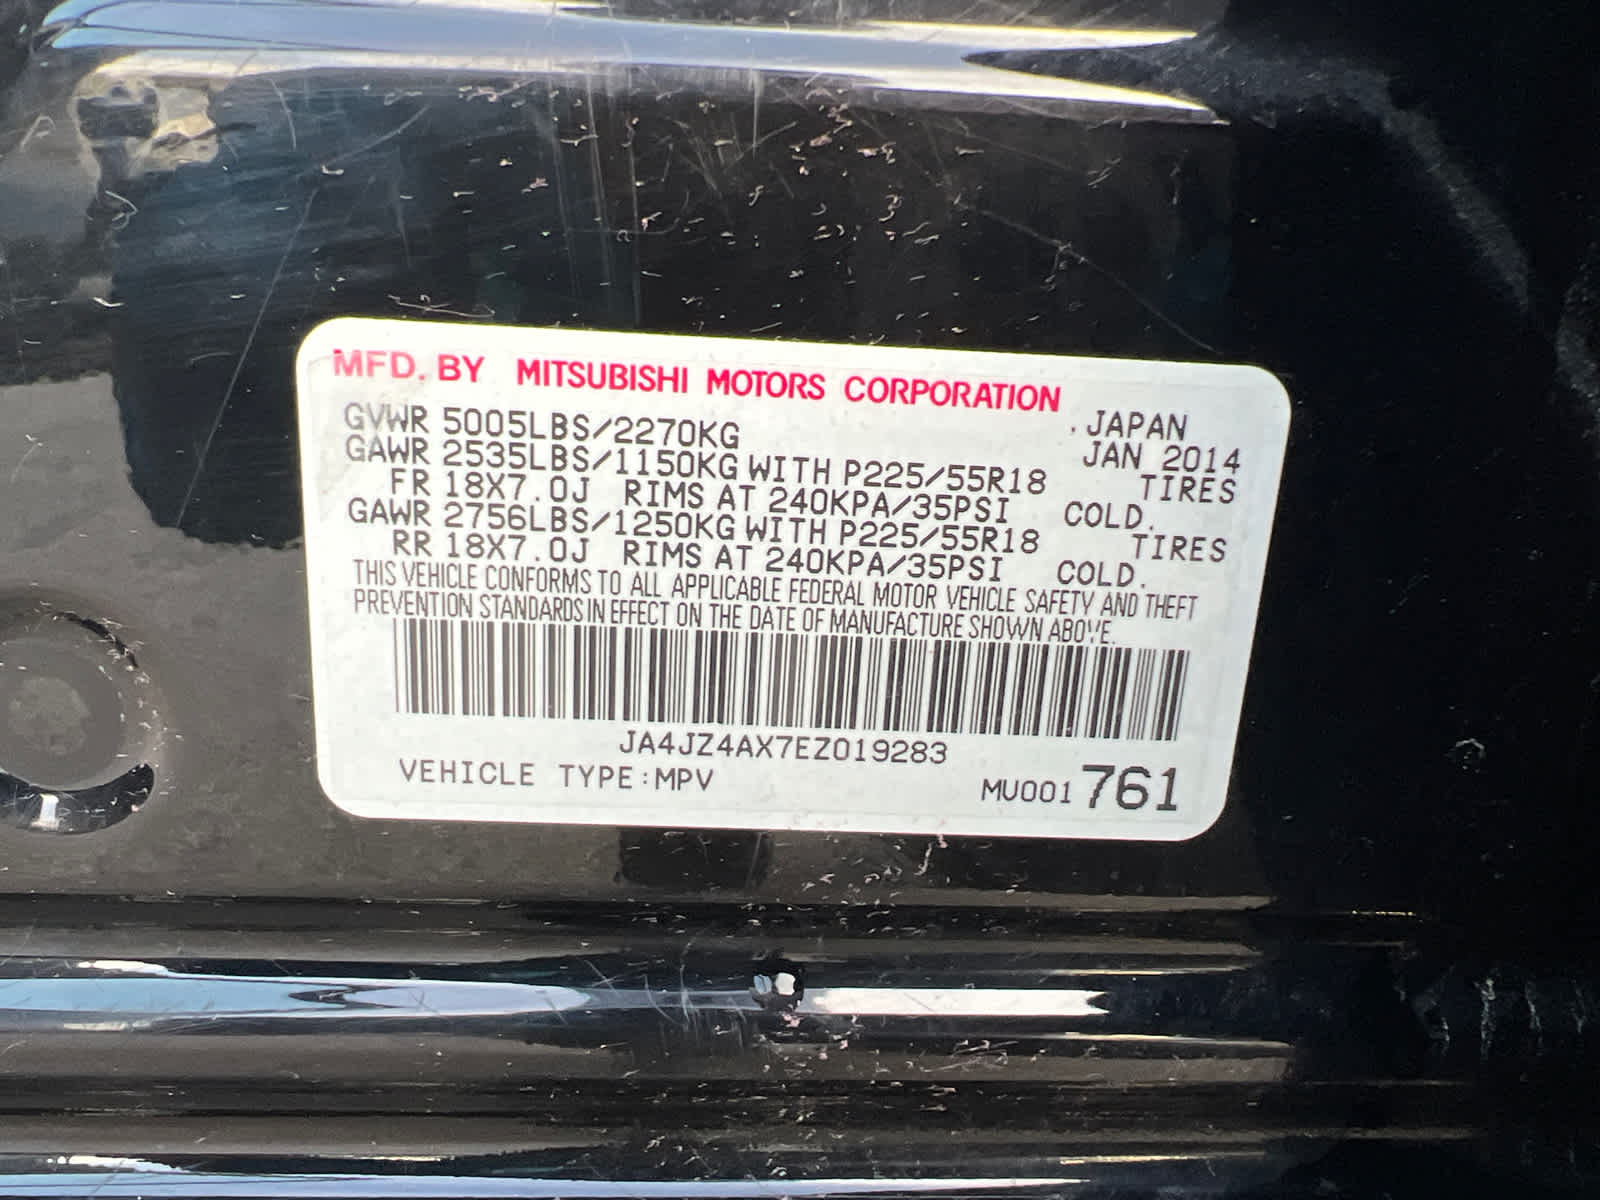 MFD. BY MITSUBISHI MOTORS CORPORATION
GVWR 5005LBS/2270KG JAPAN
GAWR 2535LBS/1150KG WITH P225/55R18 JAN 2014
FR 18X7.0J RIMS AT 240KPA/35PSI TIRES COLD.
GAWR 2756LBS/1250KG WITH P225/55R18 TIRES
RR 18X7.0J RIMS AT 240KPA/35PSI COLD.
THIS VEHICLE CONFORMS TO ALL APPLICABLE FEDERAL MOTOR VEHICLE SAFETY AND THEFT
PREVENTION STANDARDS IN EFFECT ON THE DATE OF MANUFACTURE SHOWN ABOVE.
JA4JZ4AX7EZ019283
VEHICLE TYPE:MPV MU001 761